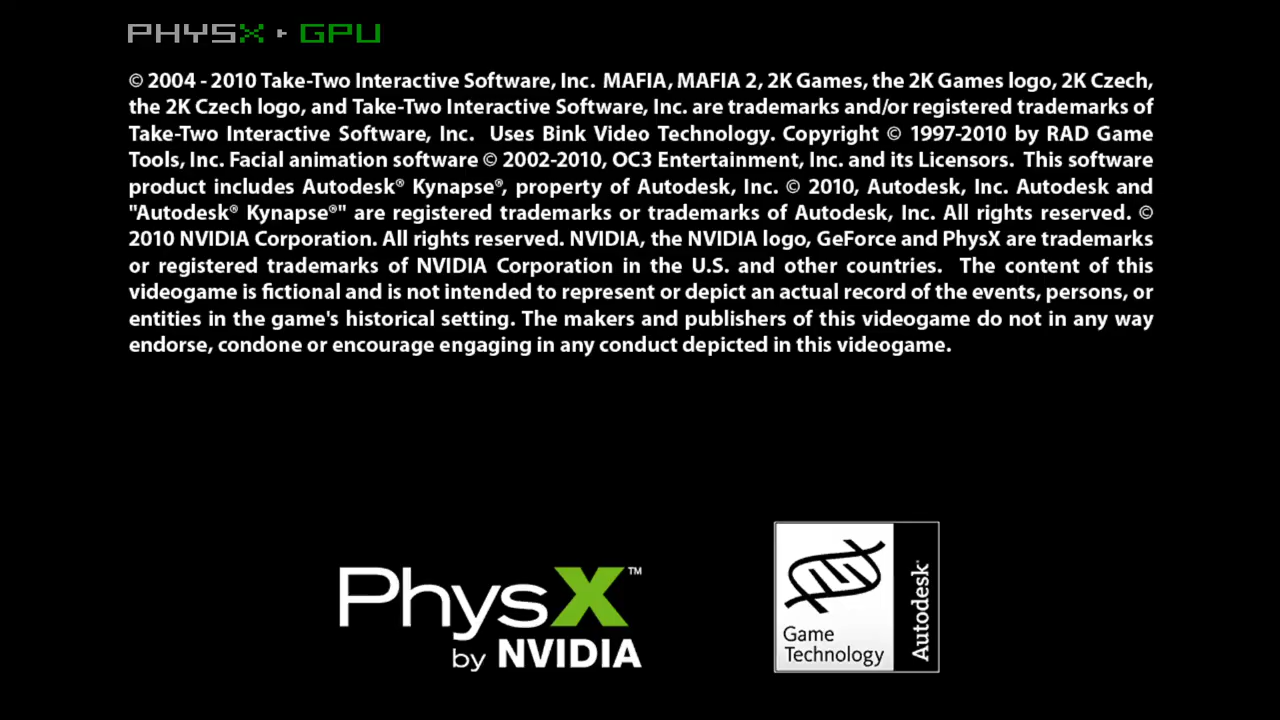 PHYSX ▸ GPU
© 2004 - 2010 Take-Two Interactive Software, Inc. MAFIA, MAFIA 2, 2K Games, the 2K Games logo, 2K Czech,
the 2K Czech logo, and Take-Two Interactive Software, Inc. are trademarks and/or registered trademarks of
Take-Two Interactive Software, Inc. Uses Bink Video Technology. Copyright © 1997-2010 by RAD Game
Tools, Inc. Facial animation software © 2002-2010, OC3 Entertainment, Inc. and its Licensors. This software
product includes Autodesk® Kynapse®, property of Autodesk, Inc. © 2010, Autodesk, Inc. Autodesk and
"Autodesk® Kynapse®" are registered trademarks or trademarks of Autodesk, Inc. All rights reserved. ©
2010 NVIDIA Corporation. All rights reserved. NVIDIA, the NVIDIA logo, GeForce and PhysX are trademarks
or registered trademarks of NVIDIA Corporation in the U.S. and other countries. The content of this
videogame is fictional and is not intended to represent or depict an actual record of the events, persons, or
entities in the game's historical setting. The makers and publishers of this videogame do not in any way
endorse, condone or encourage engaging in any conduct depicted in this videogame.
PhysX™
by NVIDIA
Game
Technology
Autodesk®